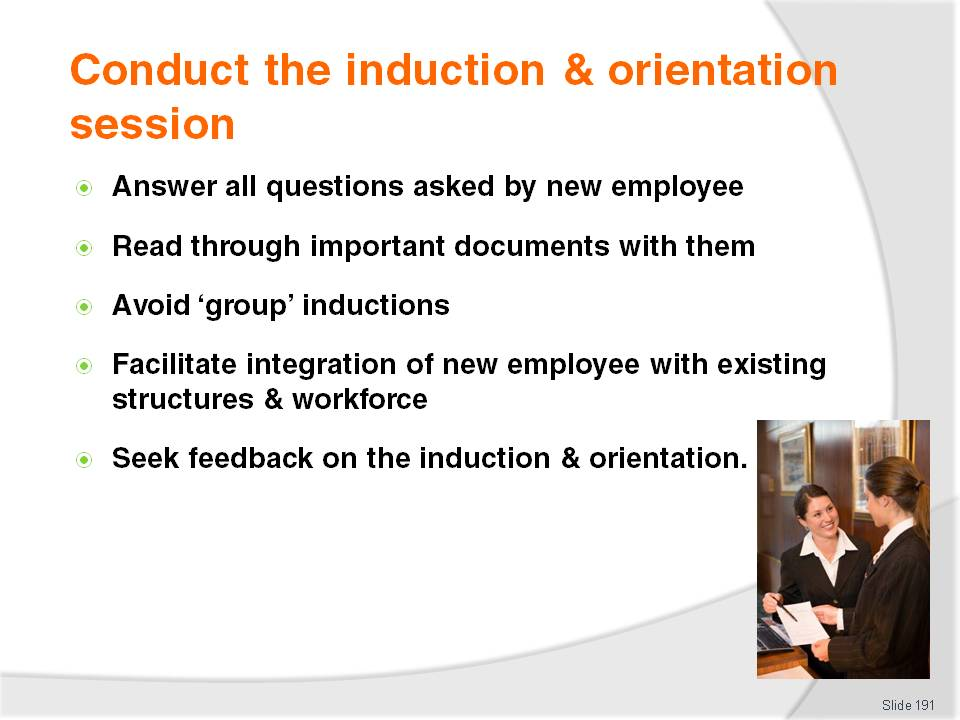 Conduct the induction & orientation
session
Answer all questions asked by new employee
Read through important documents with them
Avoid ‘group’ inductions
Facilitate integration of new employee with existing
structures & workforce
Seek feedback on the induction & orientation.
Slide 191